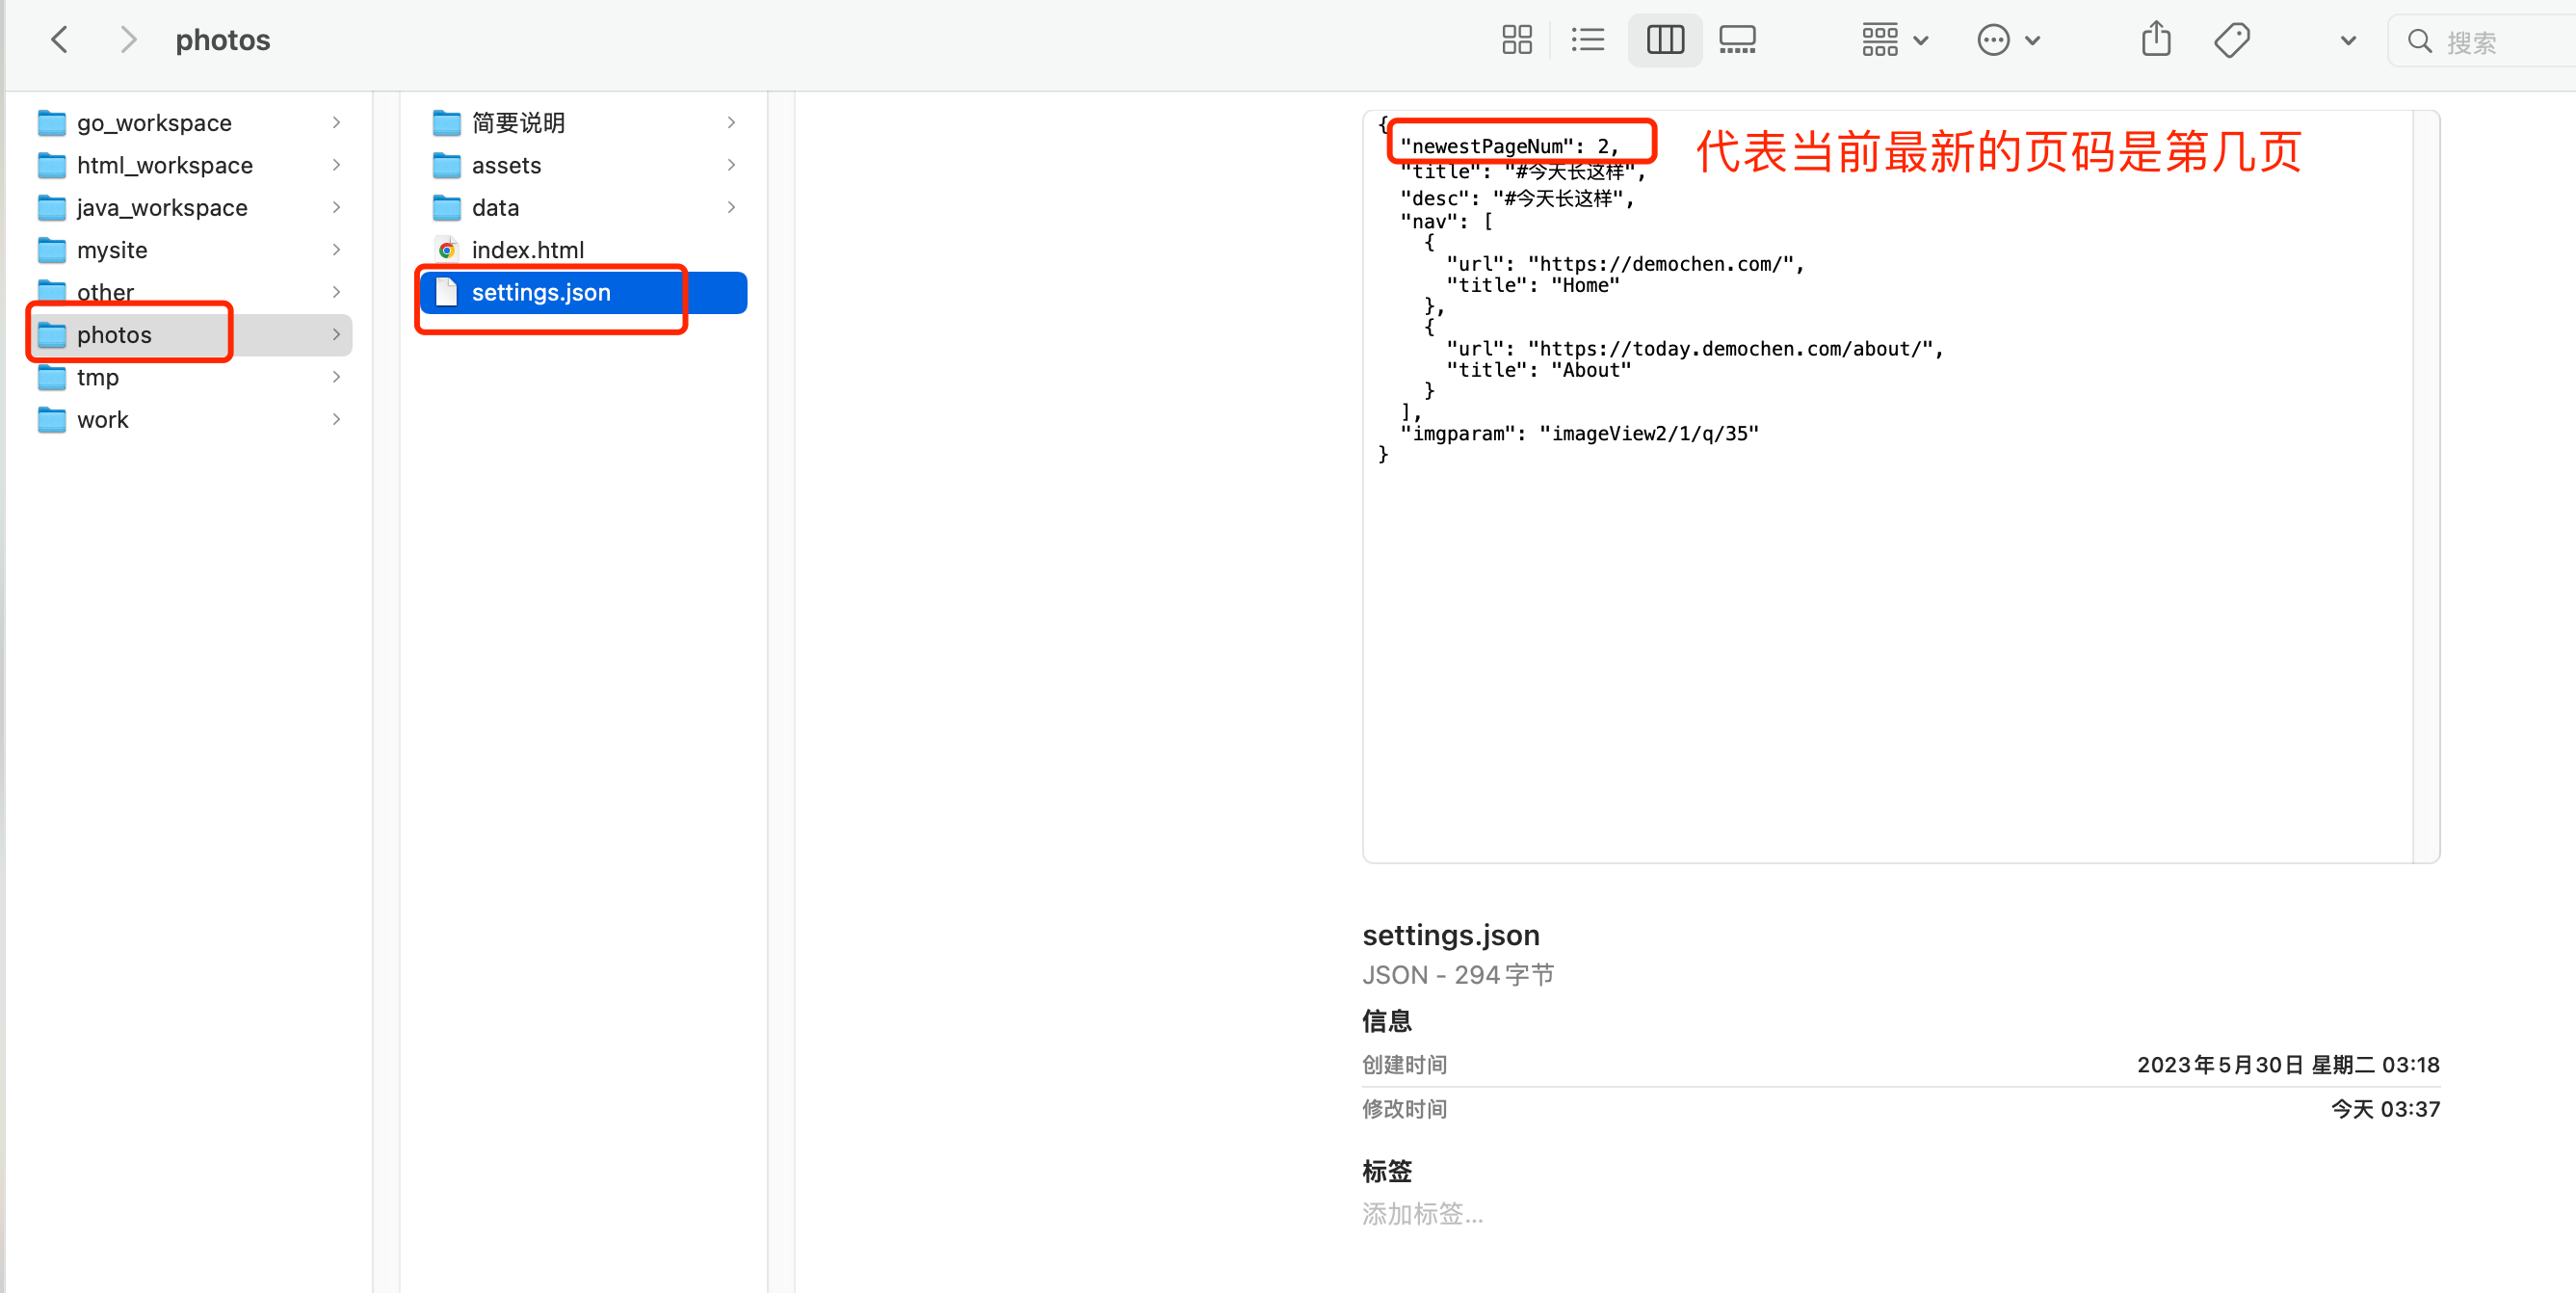 photos
搜索
go_workspace
html_workspace
java_workspace
mysite
other
photos
tmp
work
简要说明
assets
data
index.html
settings.json
{
"newestPageNum": 2,
代表当前最新的页码是第几页
"title": "#今天长这样",
"desc": "#今天长这样",
"nav": [
{
"url": "https://demochen.com/",
"title": "Home"
},
{
"url": "https://today.demochen.com/about/",
"title": "About"
}
],
"imgparam": "imageView2/1/q/35"
}
settings.json
JSON - 294字节
信息
创建时间 2023年5月30日 星期二 03:18
修改时间 今天 03:37
标签
添加标签...